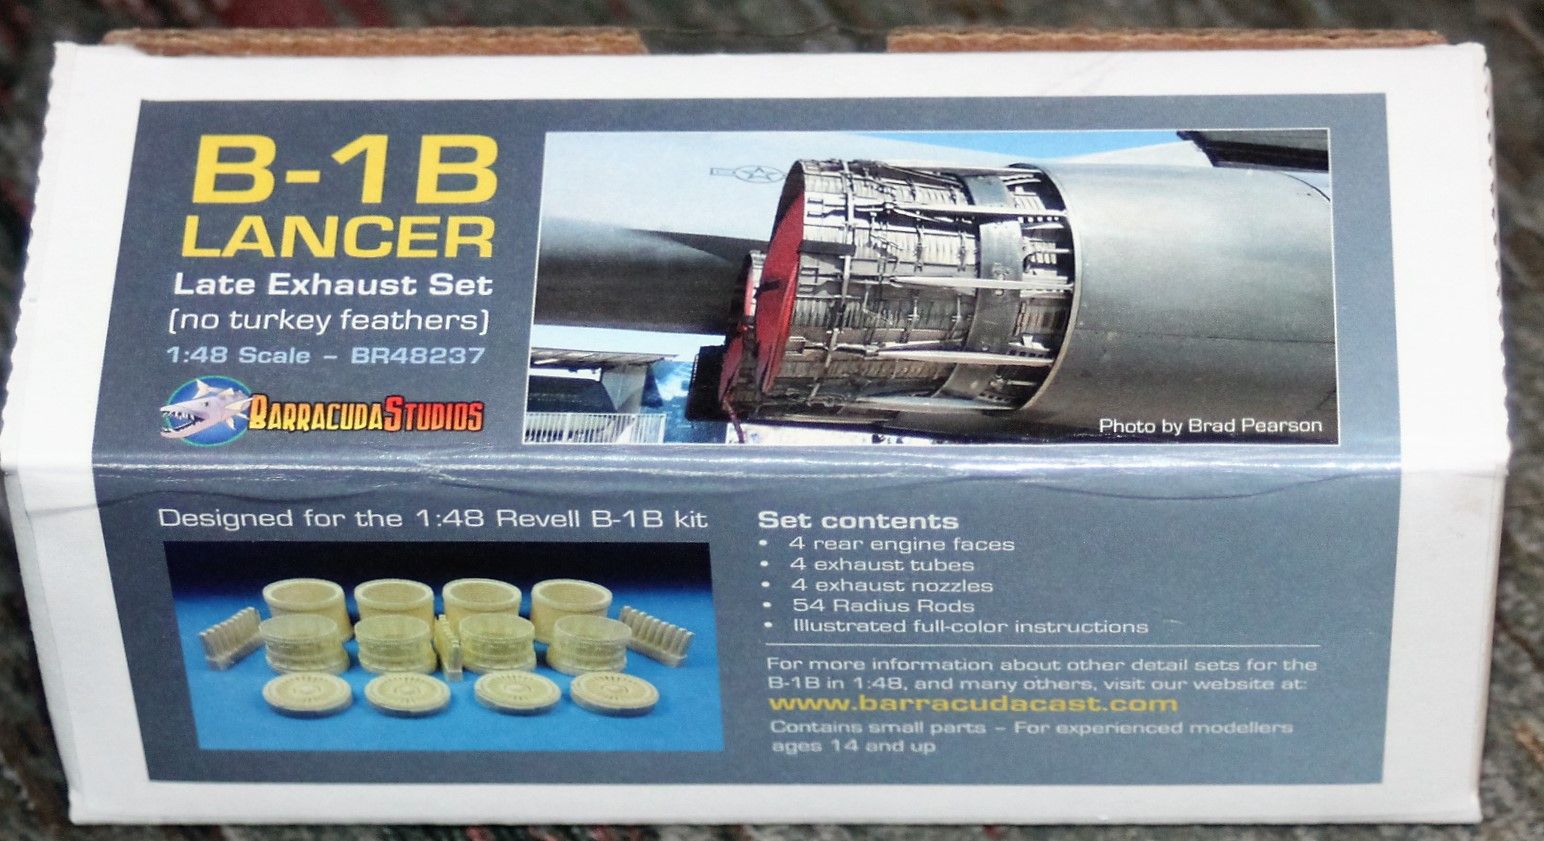 B-1B
LANCER
Late Exhaust Set
(no turkey feathers)
1:48 Scale – BR48237
BARRACUDASTUDIOS
Photo by Brad Pearson
Designed for the 1:48 Revell B-1B kit
Set contents
• 4 rear engine faces
• 4 exhaust tubes
• 4 exhaust nozzles
• 54 Radius Rods
• Illustrated full-color instructions
For more information about other detail sets for the
B-1B in 1:48, and many others, visit our website at:
www.barracudacast.com
Contains small parts – For experienced modellers
ages 14 and up